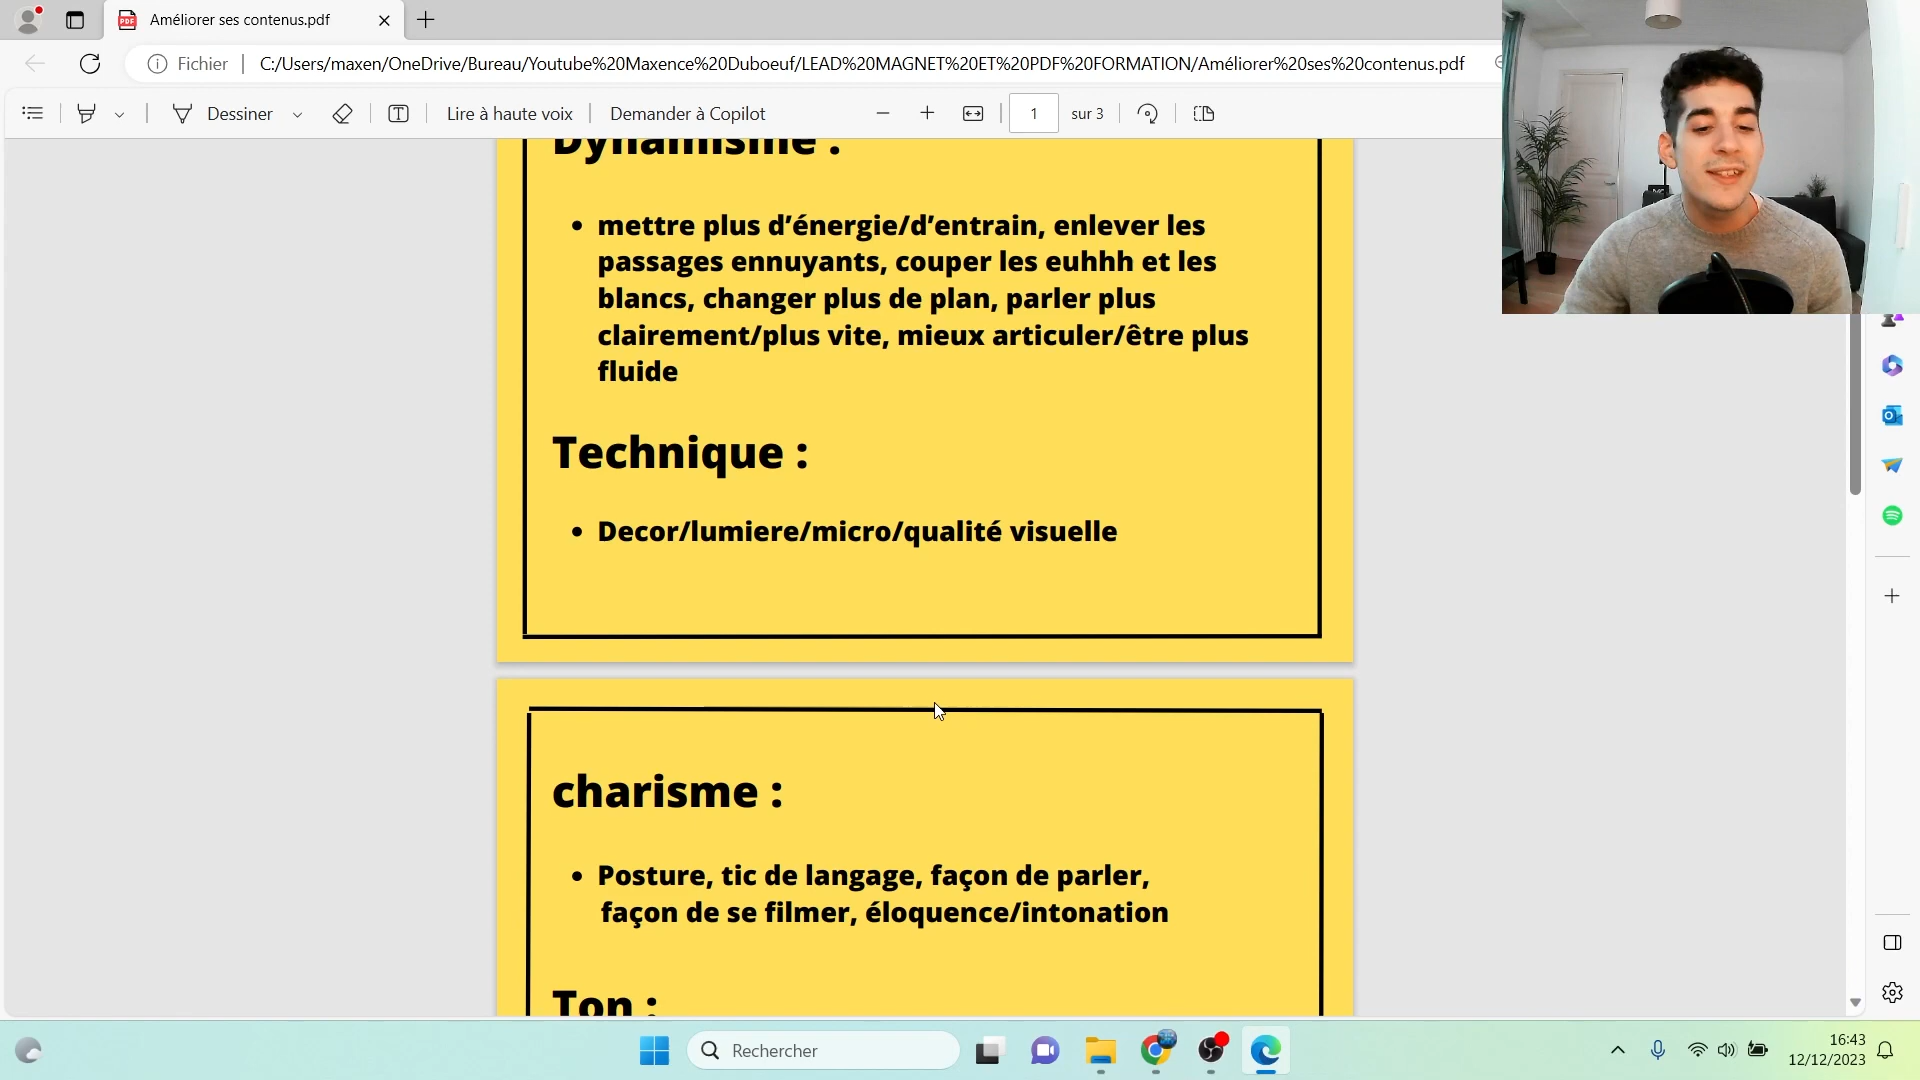 Améliorer ses contenus.pdf
Fichier
C:/Users/maxen/OneDrive/Bureau/Youtube%20Maxence%20Duboeuf/LEAD%20MAGNET%20ET%20PDF%20FORMATION/Améliorer%20ses%20contenus.pdf
Dessiner
Lire à haute voix
Demander à Copilot
1
sur 3
Dynamisme :
• mettre plus d’énergie/d’entrain, enlever les
passages ennuyants, couper les euhhh et les
blancs, changer plus de plan, parler plus
clairement/plus vite, mieux articuler/être plus
fluide
Technique :
• Decor/lumiere/micro/qualité visuelle
charisme :
• Posture, tic de langage, façon de parler,
façon de se filmer, éloquence/intonation
Ton :
Rechercher
16:43
12/12/2023